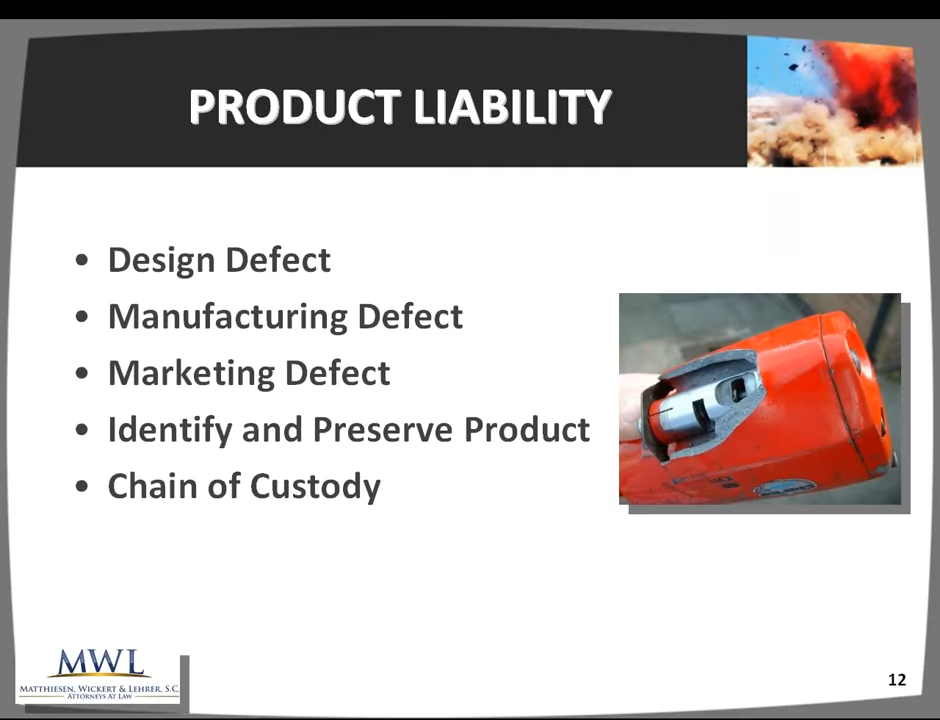 PRODUCT LIABILITY
• Design Defect
• Manufacturing Defect
• Marketing Defect
• Identify and Preserve Product
• Chain of Custody
MWL
MATTHIESEN, WICKERT & LEHRER, S.C.
ATTORNEYS AT LAW
12